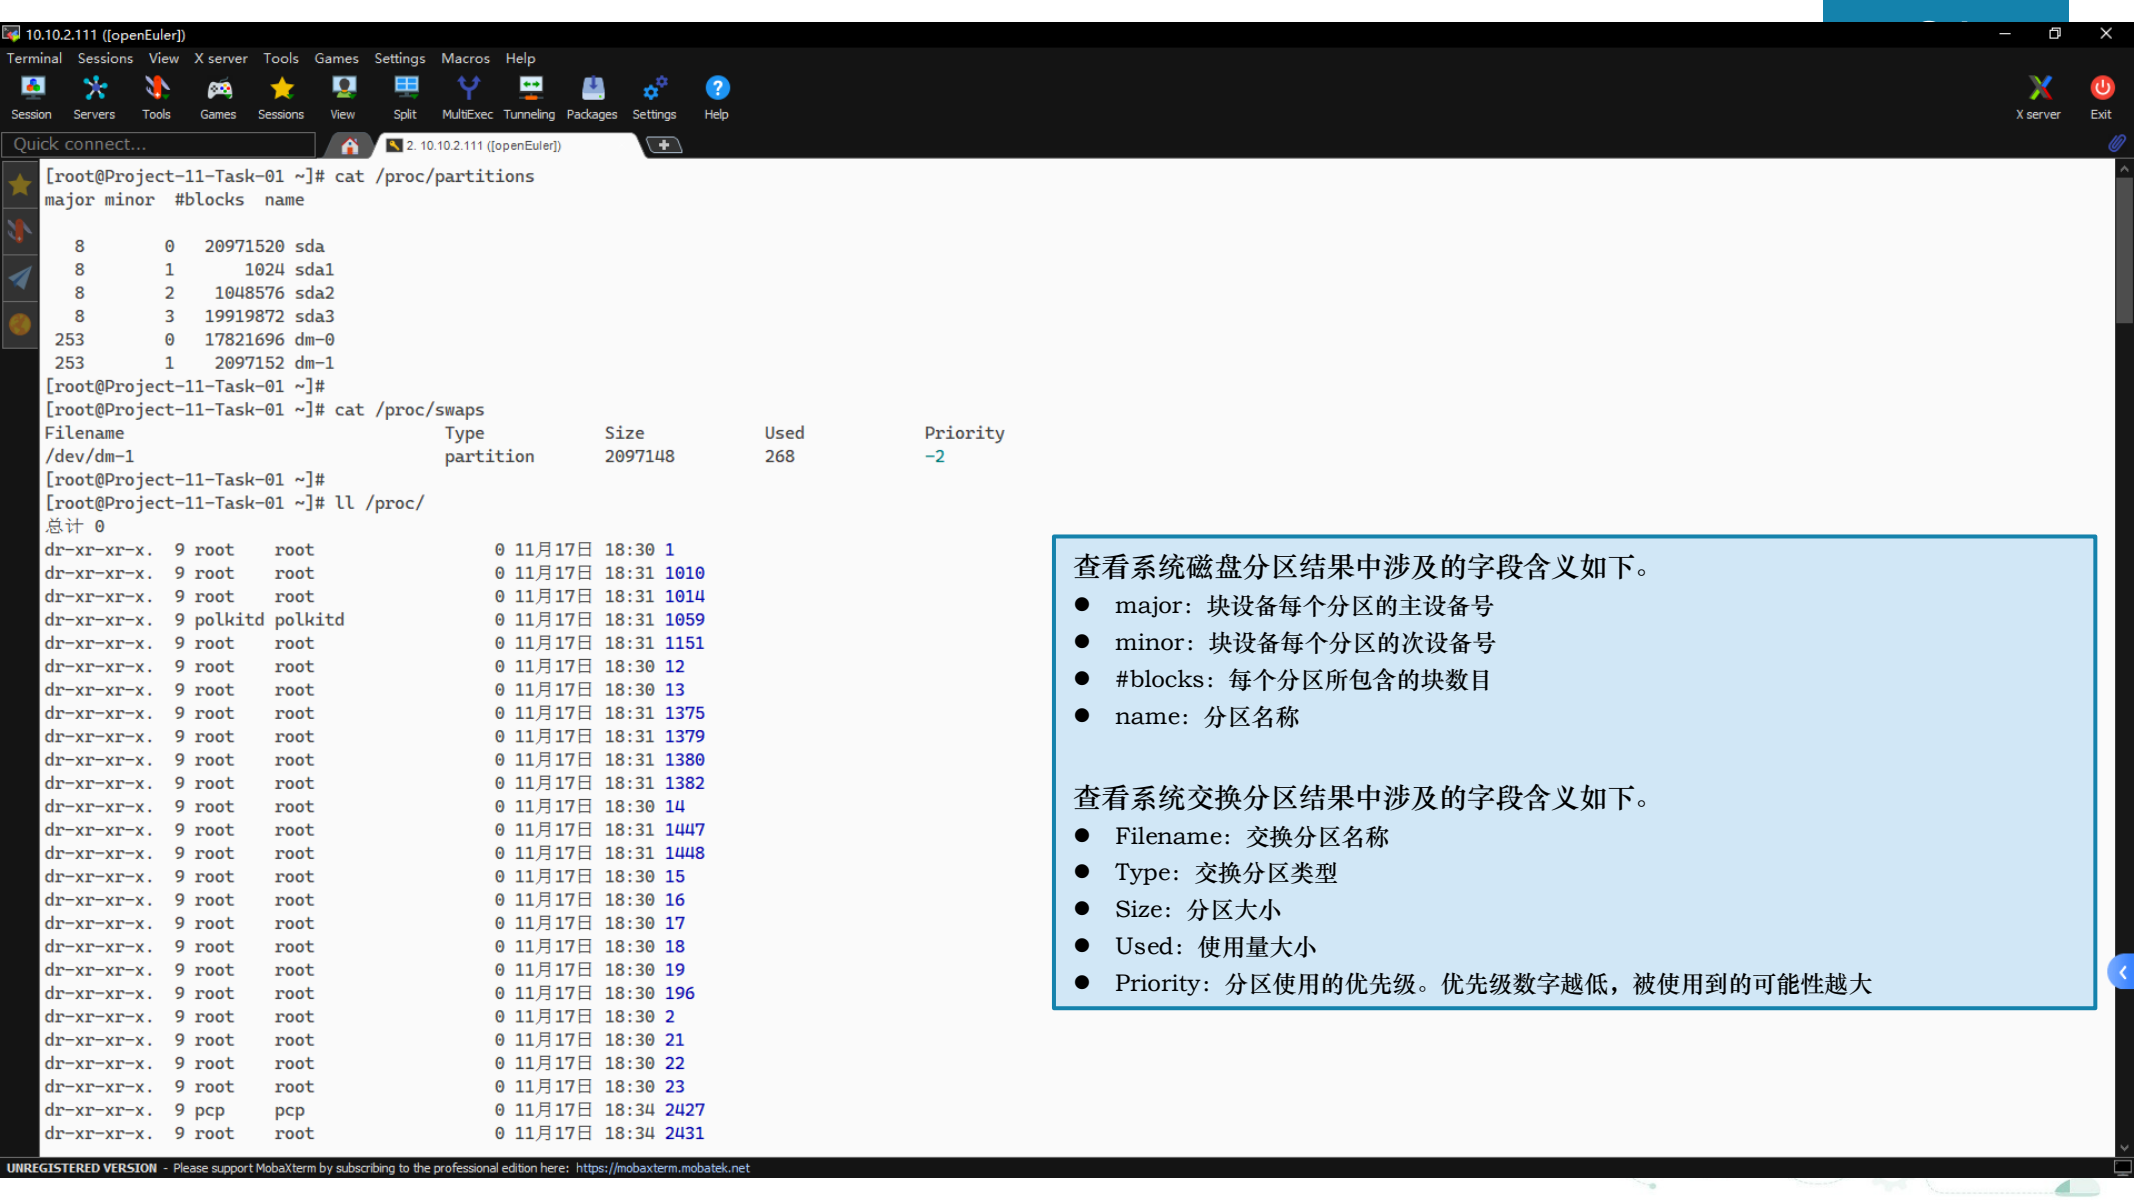 10.10.2.111 ([openEuler])
Terminal Sessions View X server Tools Games Settings Macros Help
Session Servers Tools Games Sessions View Split MultiExec Tunneling Packages Settings Help X server Exit
Quick connect... 2. 10.10.2.111 ([openEuler])
[root@Project-11-Task-01 ~]# cat /proc/partitions
major minor  #blocks  name
8        0   20971520 sda
8        1       1024 sda1
8        2    1048576 sda2
8        3   19919872 sda3
253        0   17821696 dm-0
253        1    2097152 dm-1
[root@Project-11-Task-01 ~]#
[root@Project-11-Task-01 ~]# cat /proc/swaps
Filename Type Size Used Priority
/dev/dm-1 partition 2097148 268 -2
[root@Project-11-Task-01 ~]#
[root@Project-11-Task-01 ~]# ll /proc/
总计 0
dr-xr-xr-x.  9 root    root    0 11月17日 18:30 1
dr-xr-xr-x.  9 root    root    0 11月17日 18:31 1010
dr-xr-xr-x.  9 root    root    0 11月17日 18:31 1014
dr-xr-xr-x.  9 polkitd polkitd    0 11月17日 18:31 1059
dr-xr-xr-x.  9 root    root    0 11月17日 18:31 1151
dr-xr-xr-x.  9 root    root    0 11月17日 18:30 12
dr-xr-xr-x.  9 root    root    0 11月17日 18:30 13
dr-xr-xr-x.  9 root    root    0 11月17日 18:31 1375
dr-xr-xr-x.  9 root    root    0 11月17日 18:31 1379
dr-xr-xr-x.  9 root    root    0 11月17日 18:31 1380
dr-xr-xr-x.  9 root    root    0 11月17日 18:31 1382
dr-xr-xr-x.  9 root    root    0 11月17日 18:30 14
dr-xr-xr-x.  9 root    root    0 11月17日 18:31 1447
dr-xr-xr-x.  9 root    root    0 11月17日 18:31 1448
dr-xr-xr-x.  9 root    root    0 11月17日 18:30 15
dr-xr-xr-x.  9 root    root    0 11月17日 18:30 16
dr-xr-xr-x.  9 root    root    0 11月17日 18:30 17
dr-xr-xr-x.  9 root    root    0 11月17日 18:30 18
dr-xr-xr-x.  9 root    root    0 11月17日 18:30 19
dr-xr-xr-x.  9 root    root    0 11月17日 18:30 196
dr-xr-xr-x.  9 root    root    0 11月17日 18:30 2
dr-xr-xr-x.  9 root    root    0 11月17日 18:30 21
dr-xr-xr-x.  9 root    root    0 11月17日 18:30 22
dr-xr-xr-x.  9 root    root    0 11月17日 18:30 23
dr-xr-xr-x.  9 pcp     pcp    0 11月17日 18:34 2427
dr-xr-xr-x.  9 root    root    0 11月17日 18:34 2431
查看系统磁盘分区结果中涉及的字段含义如下。
● major：块设备每个分区的主设备号
● minor：块设备每个分区的次设备号
● #blocks：每个分区所包含的块数目
● name：分区名称
查看系统交换分区结果中涉及的字段含义如下。
● Filename：交换分区名称
● Type：交换分区类型
● Size：分区大小
● Used：使用量大小
● Priority：分区使用的优先级。优先级数字越低，被使用到的可能性越大
UNREGISTERED VERSION - Please support MobaXterm by subscribing to the professional edition here: https://mobaxterm.mobatek.net